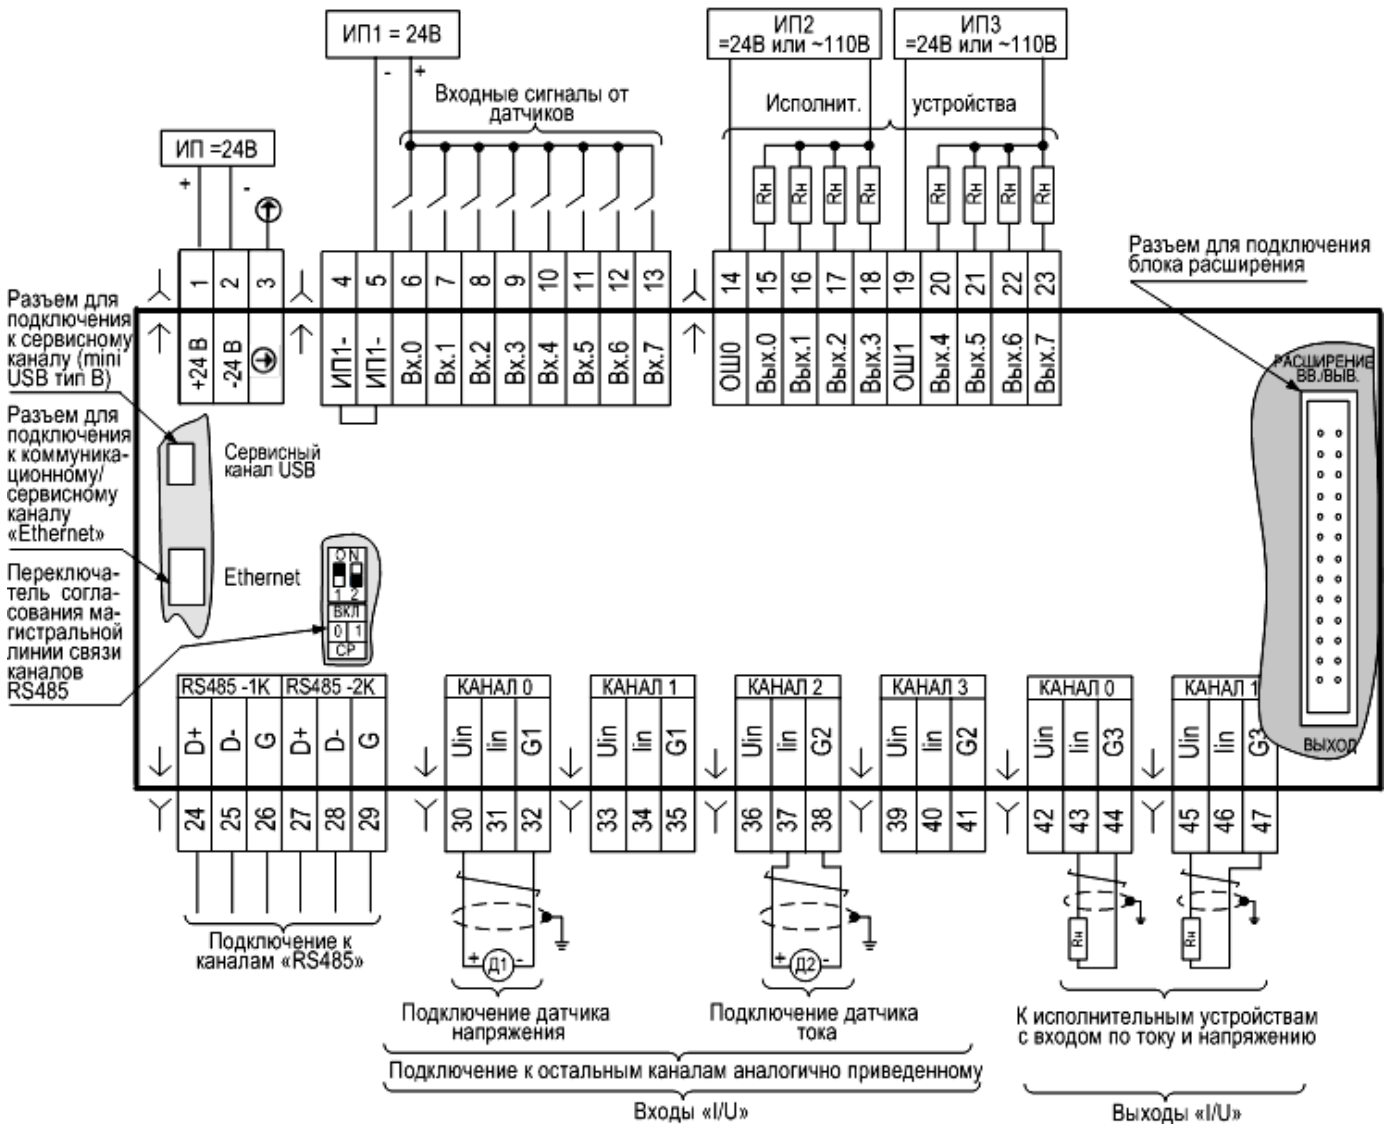 ИП1 = 24В
- +
ИП2
=24В или ~110В
ИП3
=24В или ~110В
Входные сигналы от
датчиков
Исполнит. устройства
ИП =24В
+ -
Rн Rн Rн Rн Rн Rн Rн Rн
1 2 3
4 5 6 7 8 9 10 11 12 13
14 15 16 17 18 19 20 21 22 23
+24 В -24 В
ИП1- ИП1- Вх.0 Вх.1 Вх.2 Вх.3 Вх.4 Вх.5 Вх.6 Вх.7
ОШ0 Вых.0 Вых.1 Вых.2 Вых.3 ОШ1 Вых.4 Вых.5 Вых.6 Вых.7
Разъем для подключения
блока расширения
РАСШИРЕНИЕ
ВВ./ВЫВ.
ВЫХОД
Разъем для
подключения
к сервисному
каналу (mini
USB тип В)
Разъем для
подключения
к коммуника-
ционному/
сервисному
каналу
«Ethernet»
Переключа-
тель согла-
сования ма-
гистральной
линии связи
каналов
RS485
Сервисный
канал USB
Ethernet
ON
1 2
ВКЛ
0 1
СР
RS485 -1К RS485 -2К
D+ D- G D+ D- G
24 25 26 27 28 29
КАНАЛ 0
Uin Iin G1
30 31 32
КАНАЛ 1
Uin Iin G1
33 34 35
КАНАЛ 2
Uin Iin G2
36 37 38
КАНАЛ 3
Uin Iin G2
39 40 41
КАНАЛ 0
Uin Iin G3
42 43 44
КАНАЛ 1
Uin Iin G3
45 46 47
Подключение к
каналам «RS485»
+ Д1 -
+ Д2 -
Rн Rн
Подключение датчика
напряжения
Подключение датчика
тока
К исполнительным устройствам
с входом по току и напряжению
Подключение к остальным каналам аналогично приведенному
Входы «I/U»
Выходы «I/U»